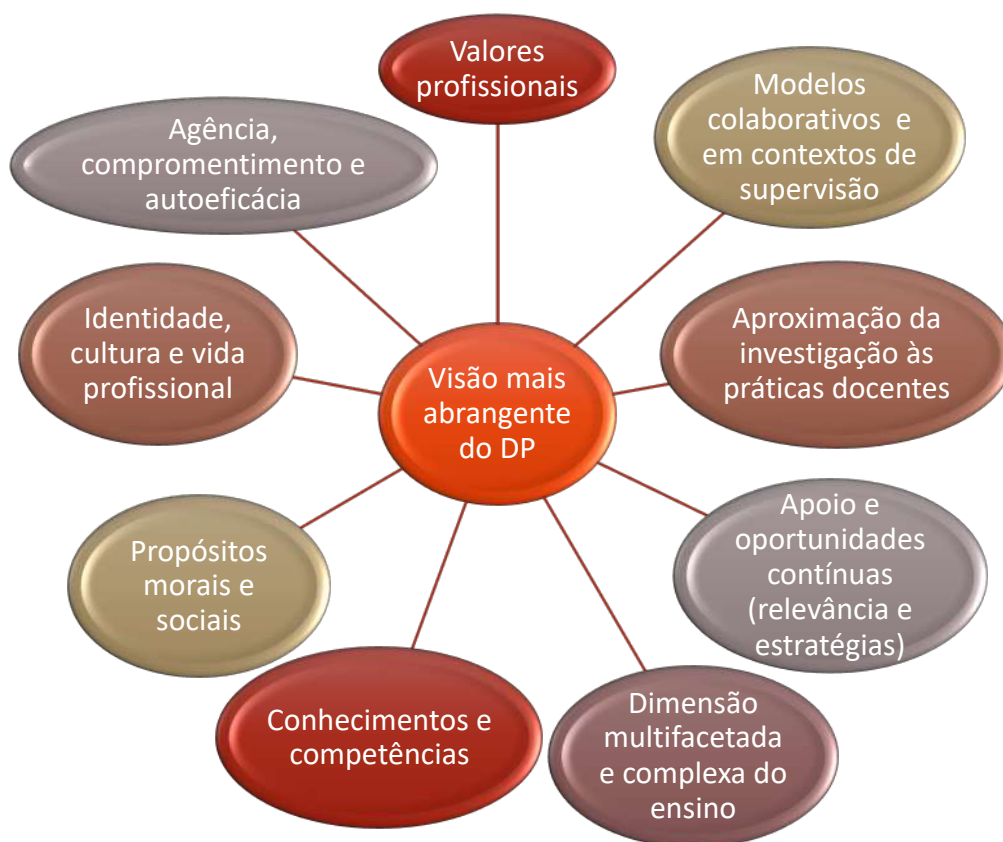 Valores
profissionais
Modelos
colaborativos e
em contextos de
supervisão
Aproximação da
investigação às
práticas docentes
Apoio e
oportunidades
contínuas
(relevância e
estratégias)
Dimensão
multifacetada
e complexa do
ensino
Conhecimentos e
competências
Propósitos
morais e
sociais
Identidade,
cultura e vida
profissional
Agência,
compromentimento e
autoeficácia
Visão mais
abrangente
do DP